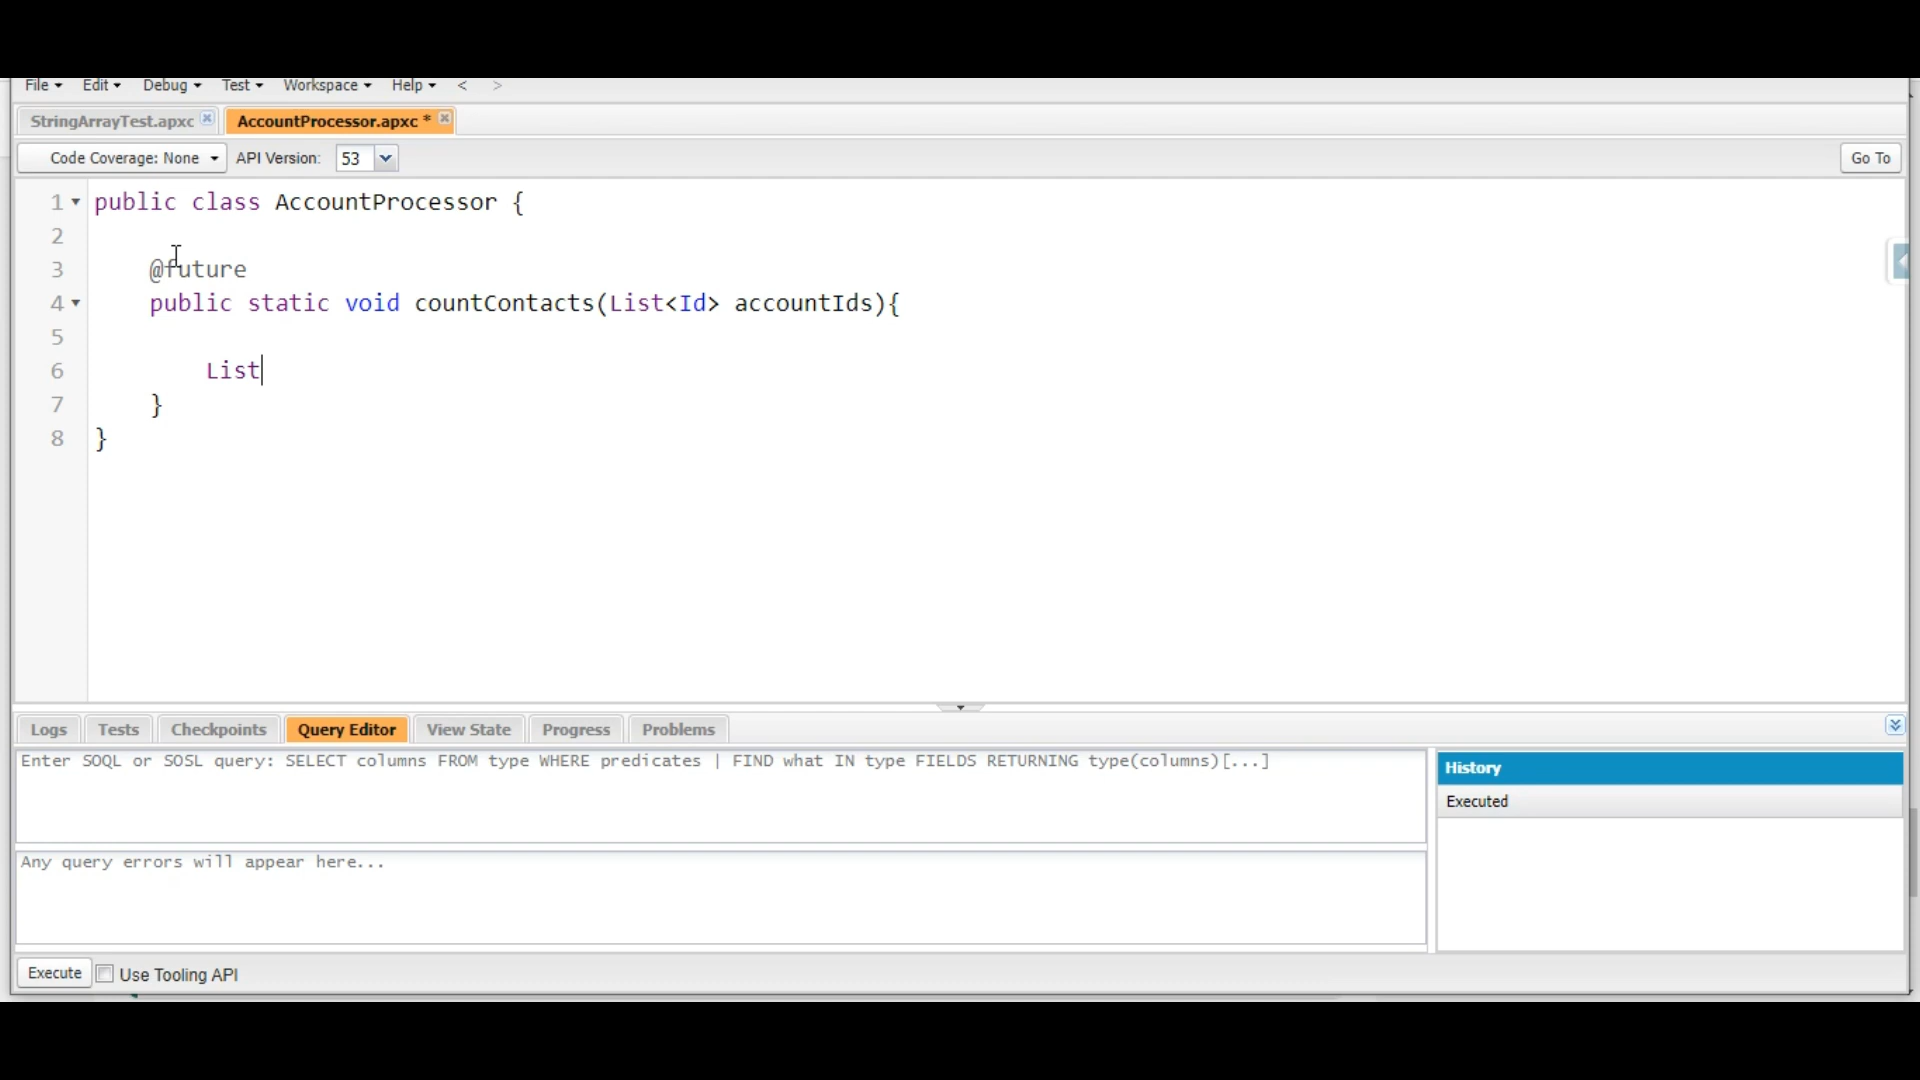 File Edit Debug Test Workspace Help < >
StringArrayTest.apxc AccountProcessor.apxc *
Code Coverage: None API Version: 53 Go To
1 public class AccountProcessor {
2
3 @future
4 public static void countContacts(List<Id> accountIds){
5
6 List
7 }
8 }
Logs Tests Checkpoints Query Editor View State Progress Problems
Enter SOQL or SOSL query: SELECT columns FROM type WHERE predicates | FIND what IN type FIELDS RETURNING type(columns)[...]
History
Executed
Any query errors will appear here...
Execute Use Tooling API